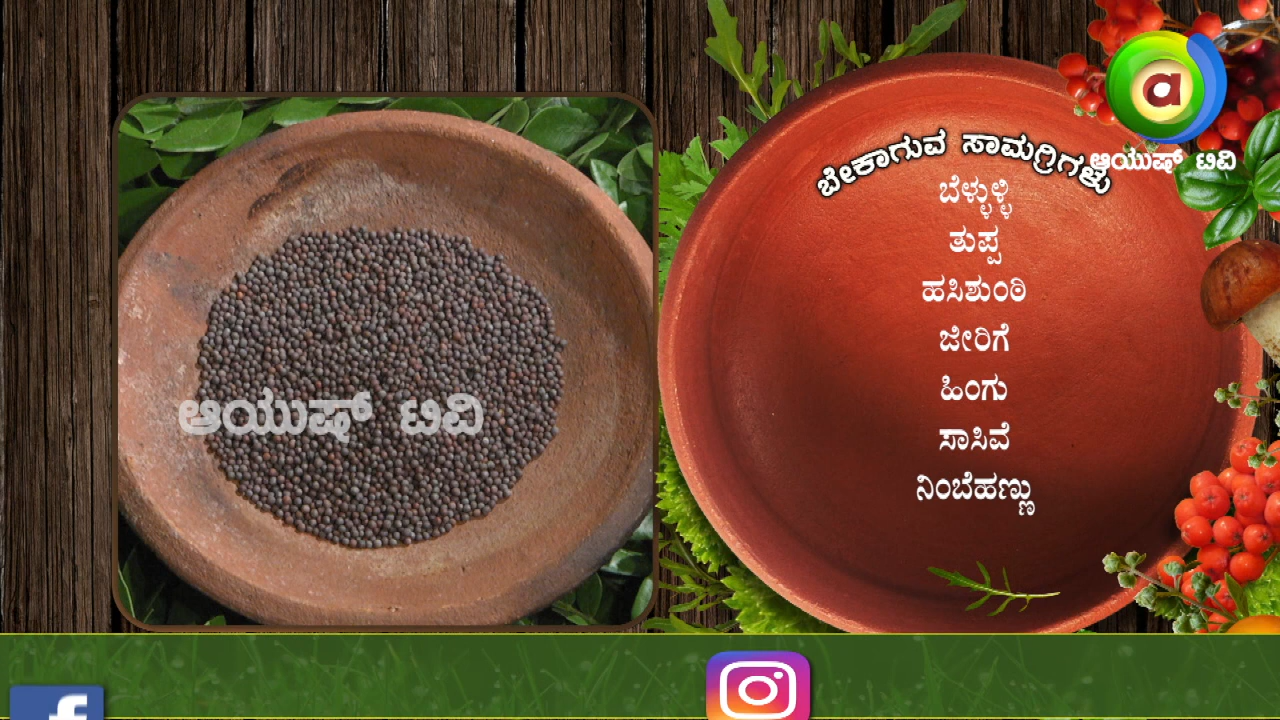 ಬೇಕಾಗುವ ಸಾಮಗ್ರಿಗಳು
ಆಯುಷ್ ಟಿವಿ
ಬೆಳ್ಳುಳ್ಳಿ
ತುಪ್ಪ
ಹಸಿಶುಂಠಿ
ಜೀರಿಗೆ
ಹಿಂಗು
ಸಾಸಿವೆ
ನಿಂಬೆಹಣ್ಣು
ಆಯುಷ್ ಟಿವಿ